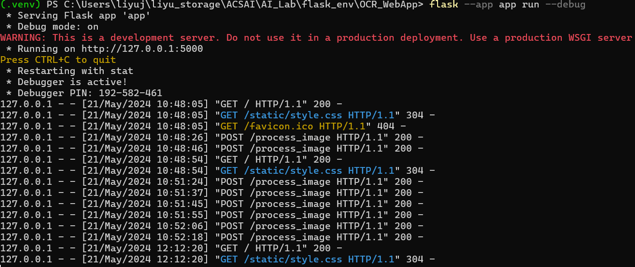 (.venv) PS C:\Users\liyuj\liyu_storage\ACSAI\AI_Lab\flask_env\OCR_WebApp> flask --app app run --debug
 * Serving Flask app 'app'
 * Debug mode: on
WARNING: This is a development server. Do not use it in a production deployment. Use a production WSGI server
 * Running on http://127.0.0.1:5000
Press CTRL+C to quit
 * Restarting with stat
 * Debugger is active!
 * Debugger PIN: 192-582-461
127.0.0.1 - - [21/May/2024 10:48:05] "GET / HTTP/1.1" 200 -
127.0.0.1 - - [21/May/2024 10:48:05] "GET /static/style.css HTTP/1.1" 304 -
127.0.0.1 - - [21/May/2024 10:48:05] "GET /favicon.ico HTTP/1.1" 404 -
127.0.0.1 - - [21/May/2024 10:48:26] "POST /process_image HTTP/1.1" 200 -
127.0.0.1 - - [21/May/2024 10:48:46] "POST /process_image HTTP/1.1" 200 -
127.0.0.1 - - [21/May/2024 10:48:54] "GET / HTTP/1.1" 200 -
127.0.0.1 - - [21/May/2024 10:48:54] "GET /static/style.css HTTP/1.1" 304 -
127.0.0.1 - - [21/May/2024 10:51:24] "POST /process_image HTTP/1.1" 200 -
127.0.0.1 - - [21/May/2024 10:51:37] "POST /process_image HTTP/1.1" 200 -
127.0.0.1 - - [21/May/2024 10:51:45] "POST /process_image HTTP/1.1" 200 -
127.0.0.1 - - [21/May/2024 10:51:55] "POST /process_image HTTP/1.1" 200 -
127.0.0.1 - - [21/May/2024 10:52:06] "POST /process_image HTTP/1.1" 200 -
127.0.0.1 - - [21/May/2024 10:52:18] "POST /process_image HTTP/1.1" 200 -
127.0.0.1 - - [21/May/2024 12:12:20] "GET / HTTP/1.1" 200 -
127.0.0.1 - - [21/May/2024 12:12:20] "GET /static/style.css HTTP/1.1" 304 -